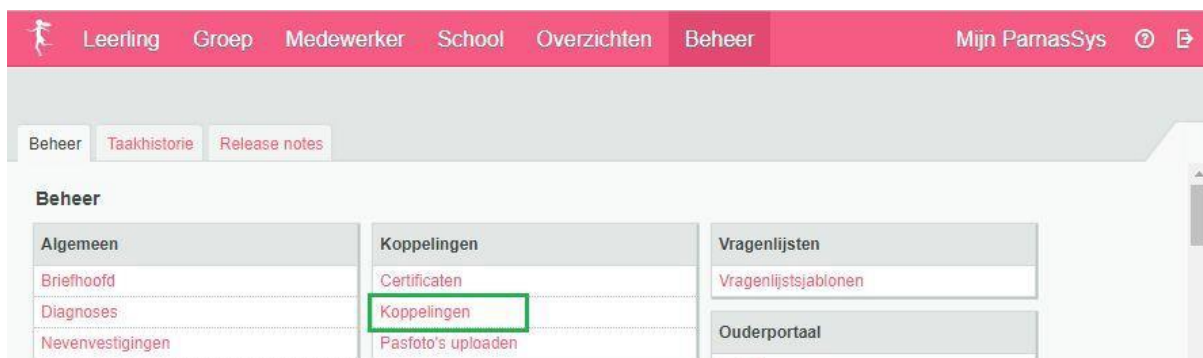 Leerling Groep Medewerker School Overzichten Beheer Mijn ParnasSys
Beheer Taakhistorie Release notes
Beheer
Algemeen
Briefhoofd
Diagnoses
Nevenvestigingen
Koppelingen
Certificaten
Koppelingen
Pasfoto's uploaden
Vragenlijsten
Vragenlijstsjablonen
Ouderportaal